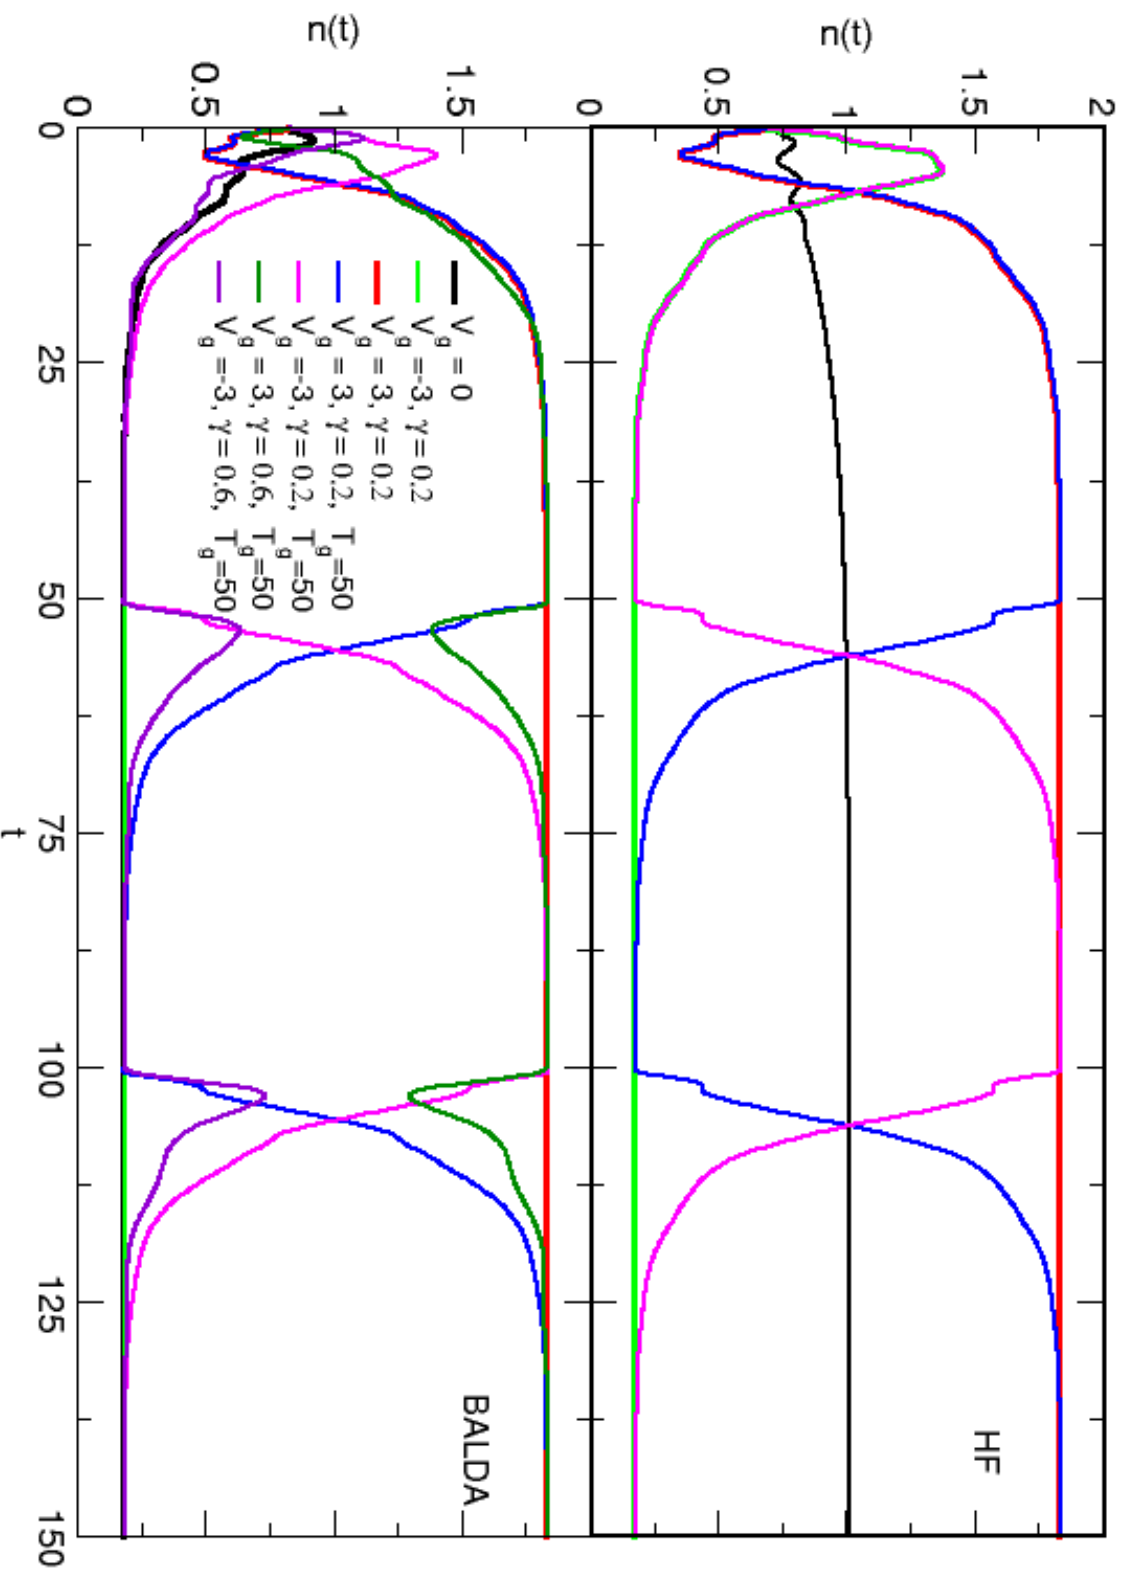 HF
n(t)
2
1.5
1
0.5
0
BALDA
n(t)
1.5
1
0.5
0
V_g = 0
V_g =-3, γ = 0.2
V_g = 3, γ = 0.2
V_g = 3, γ = 0.2, T_g=50
V_g =-3, γ = 0.2, T_g=50
V_g = 3, γ = 0.6, T_g=50
V_g =-3, γ = 0.6, T_g=50
0 25 50 75 100 125 150
t